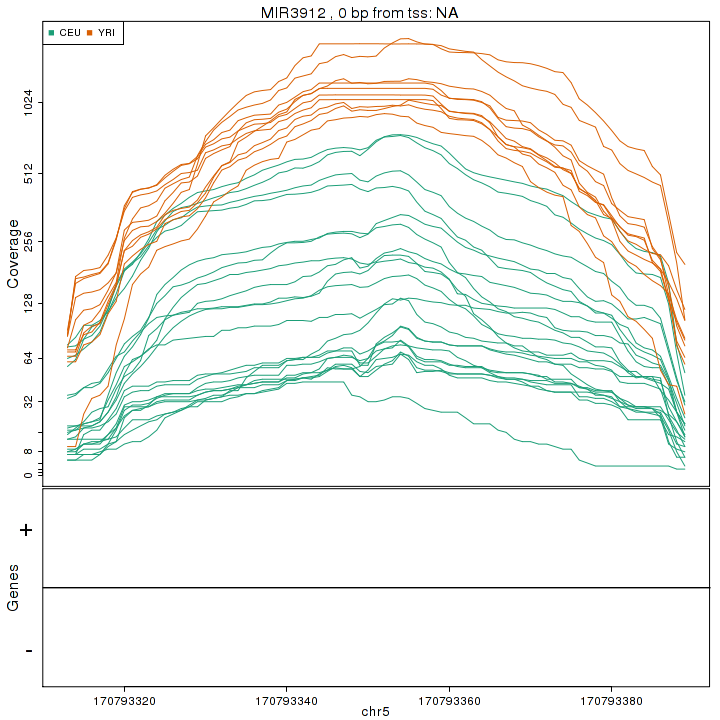 MIR3912 , 0 bp from tss: NA
CEU YRI
Coverage
1024
512
256
128
64
32
8
0
Genes
+
-
170793320 170793340 170793360 170793380
chr5